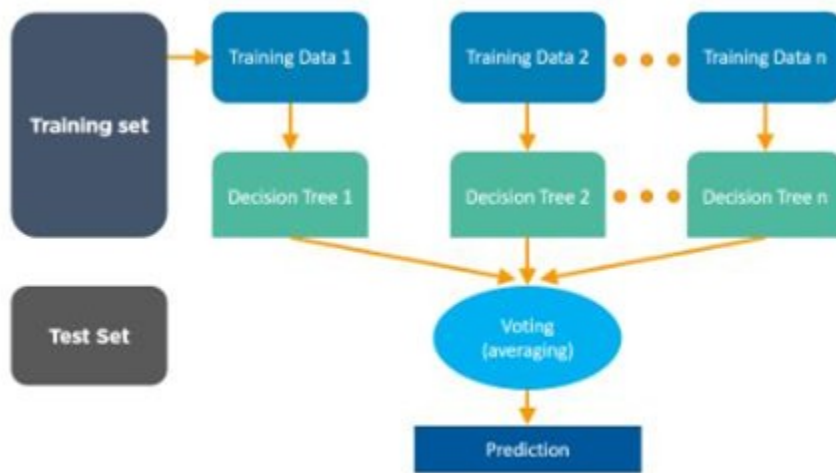 Training set
Training Data 1
Training Data 2
Training Data n
Decision Tree 1
Decision Tree 2
Decision Tree n
Test Set
Voting
(averaging)
Prediction